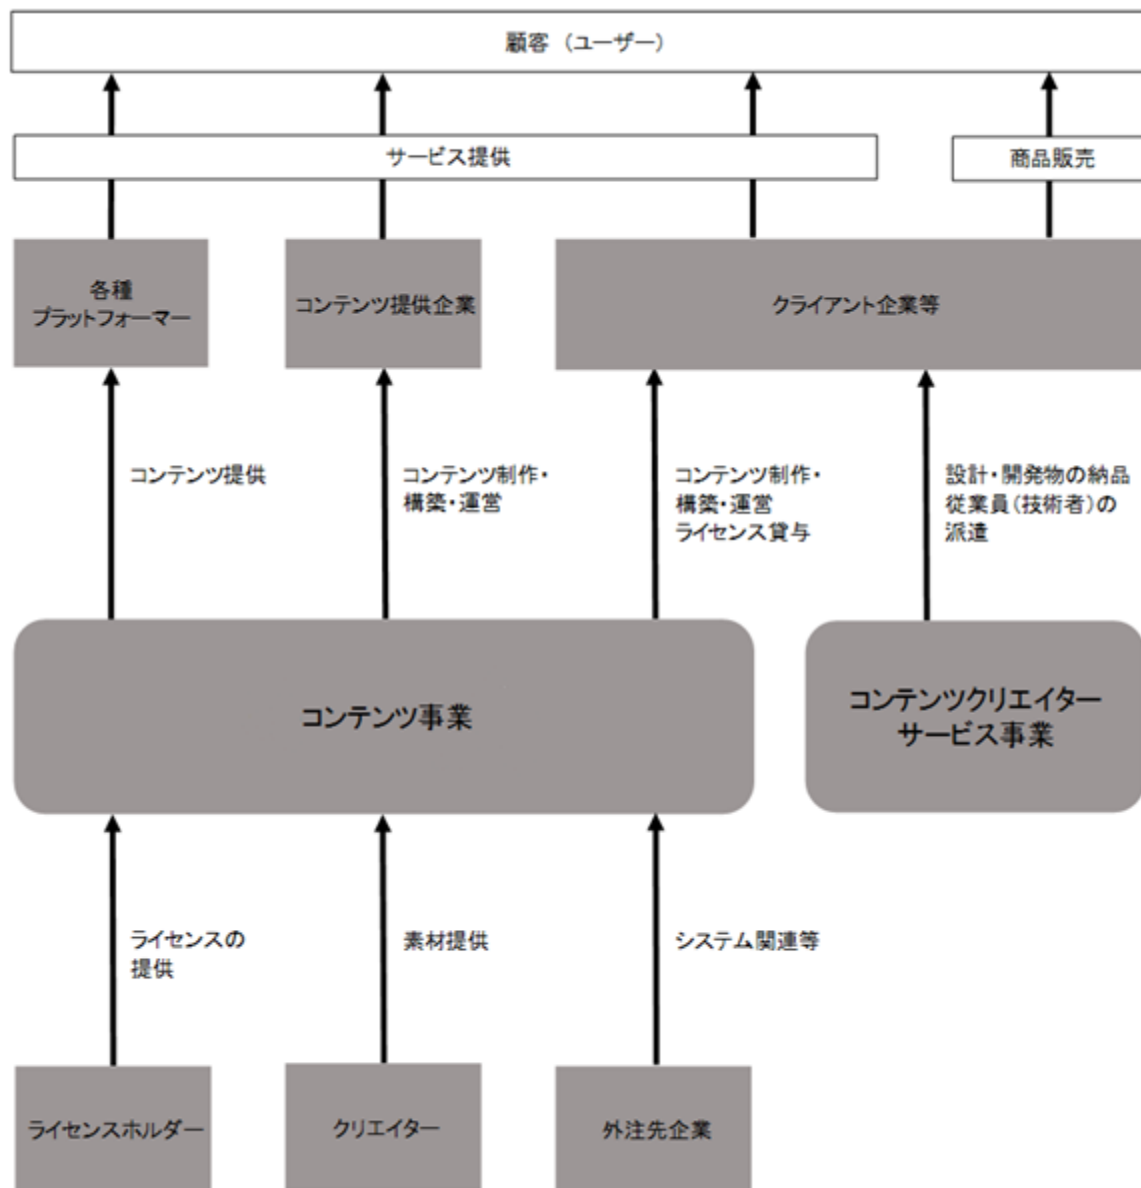 顧客（ユーザー）
サービス提供
商品販売
各種
プラットフォーマー
コンテンツ提供企業
クライアント企業等
コンテンツ提供
コンテンツ制作・
構築・運営
コンテンツ制作・
構築・運営
ライセンス貸与
設計・開発物の納品
従業員（技術者）の
派遣
コンテンツ事業
コンテンツクリエイター
サービス事業
ライセンスの
提供
素材提供
システム関連等
ライセンスホルダー
クリエイター
外注先企業